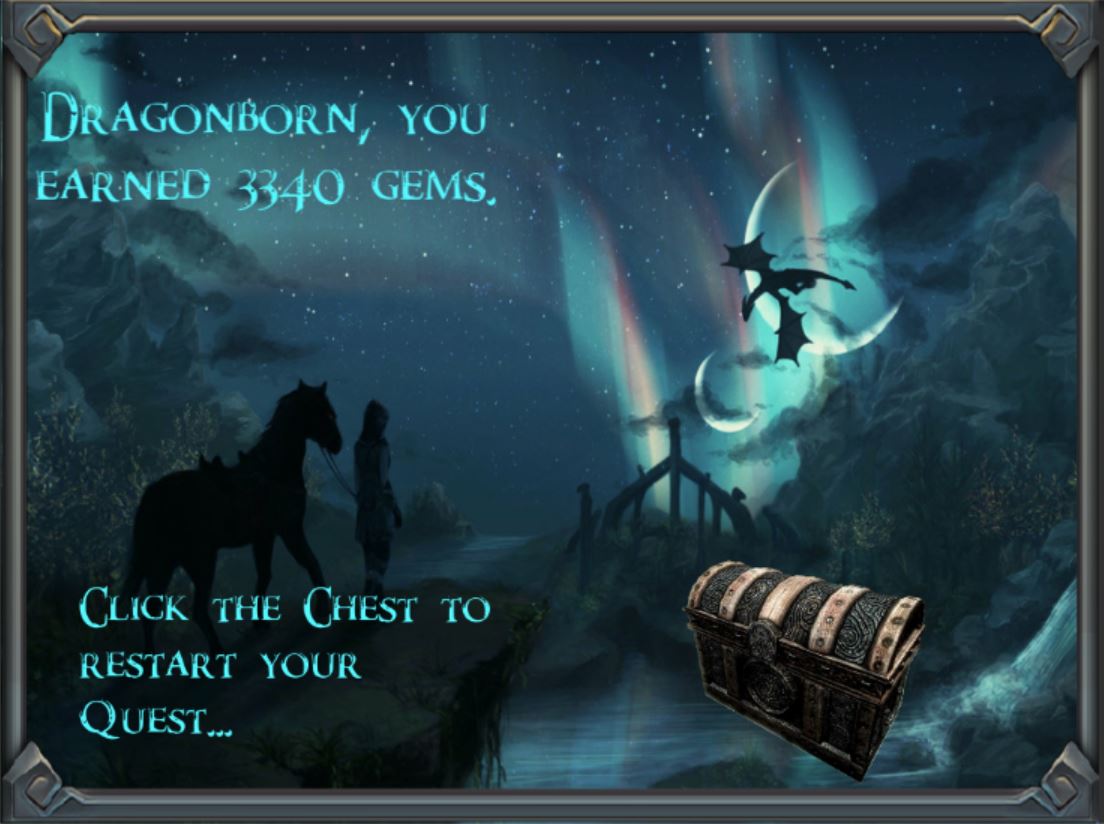 Dragonborn, you
earned 3340 gems.
Click the Chest to
restart your
Quest...